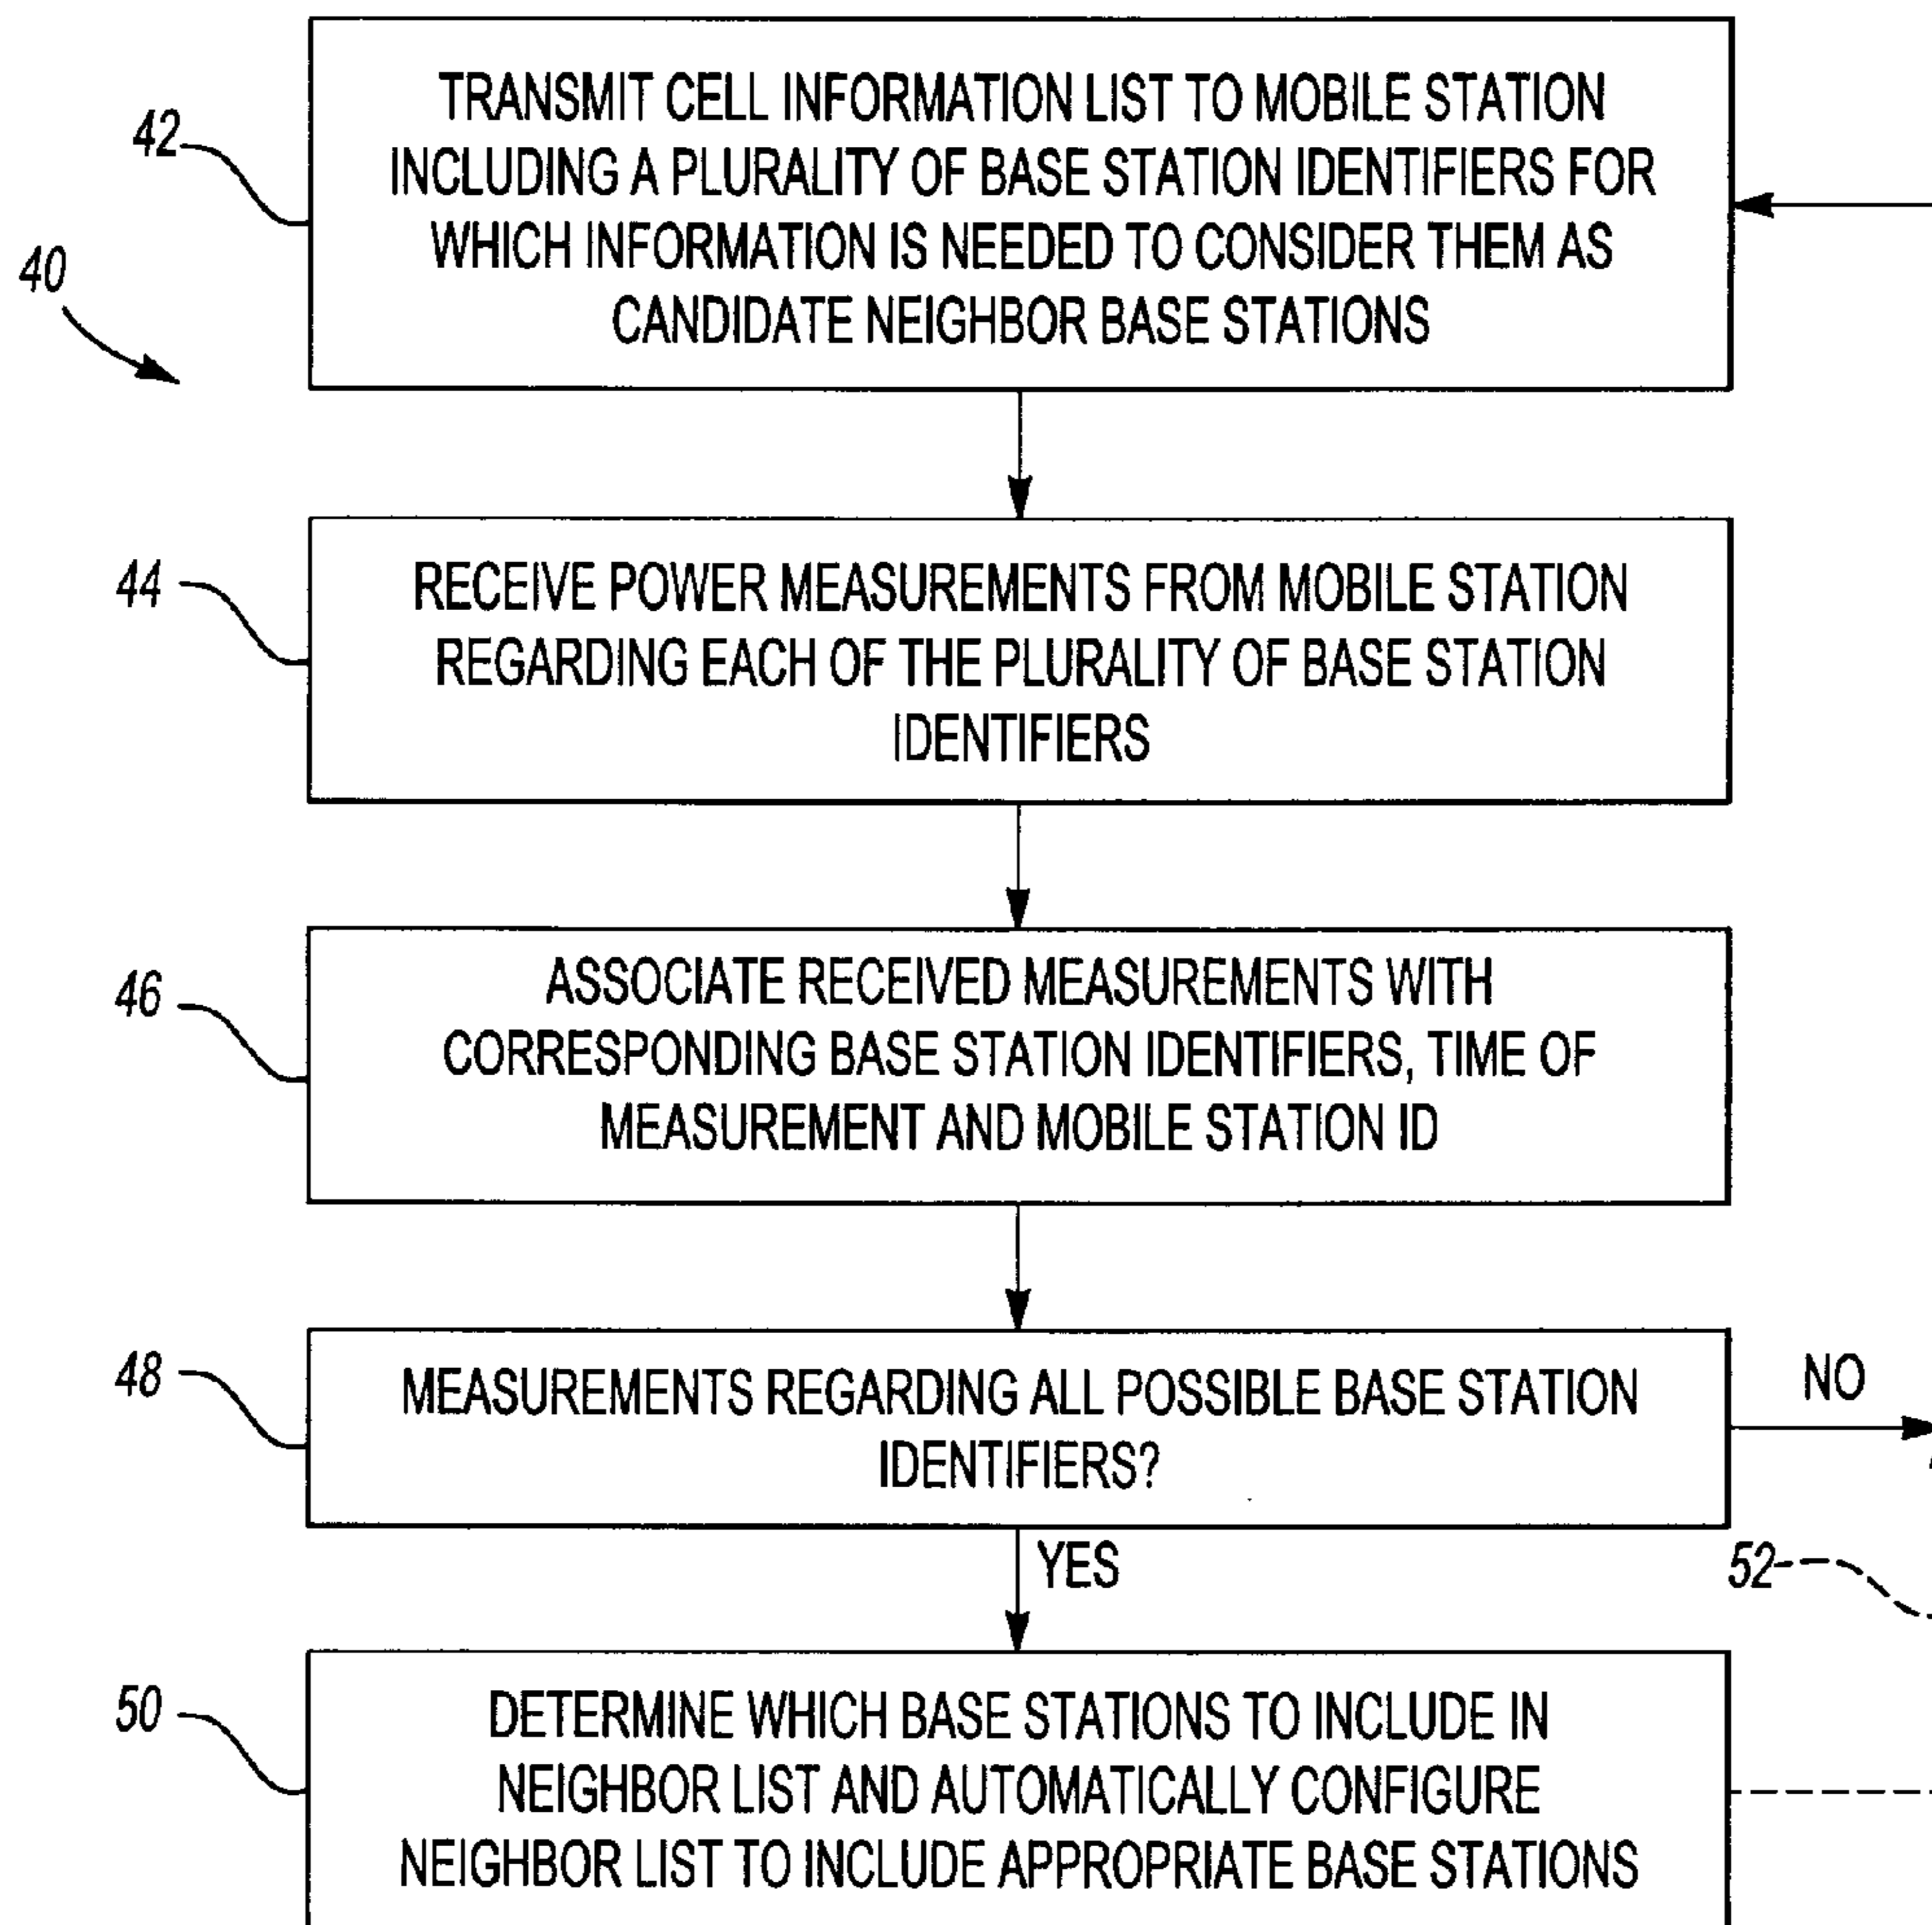 42
TRANSMIT CELL INFORMATION LIST TO MOBILE STATION
INCLUDING A PLURALITY OF BASE STATION IDENTIFIERS FOR
WHICH INFORMATION IS NEEDED TO CONSIDER THEM AS
CANDIDATE NEIGHBOR BASE STATIONS
40
44
RECEIVE POWER MEASUREMENTS FROM MOBILE STATION
REGARDING EACH OF THE PLURALITY OF BASE STATION
IDENTIFIERS
46
ASSOCIATE RECEIVED MEASUREMENTS WITH
CORRESPONDING BASE STATION IDENTIFIERS, TIME OF
MEASUREMENT AND MOBILE STATION ID
48
MEASUREMENTS REGARDING ALL POSSIBLE BASE STATION
IDENTIFIERS?
NO
YES
52
50
DETERMINE WHICH BASE STATIONS TO INCLUDE IN
NEIGHBOR LIST AND AUTOMATICALLY CONFIGURE
NEIGHBOR LIST TO INCLUDE APPROPRIATE BASE STATIONS